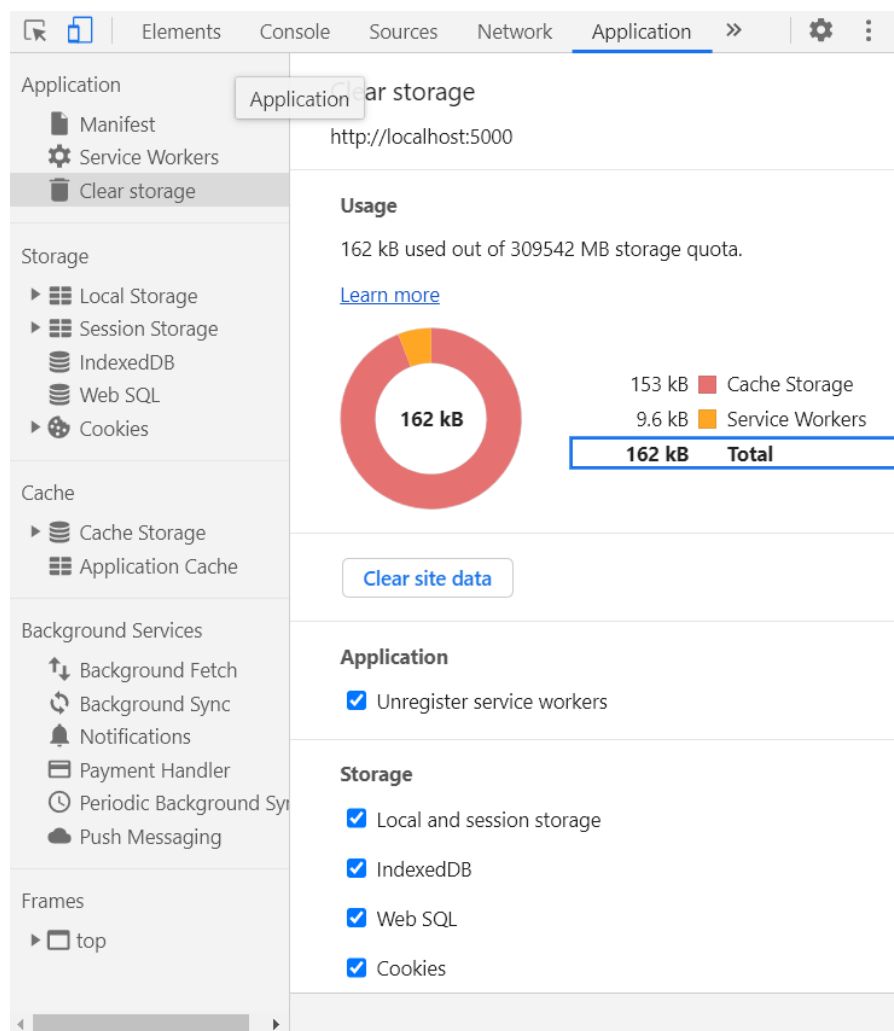 Elements Console Sources Network Application »
Application
Manifest
Service Workers
Clear storage
Storage
Local Storage
Session Storage
IndexedDB
Web SQL
Cookies
Cache
Cache Storage
Application Cache
Background Services
Background Fetch
Background Sync
Notifications
Payment Handler
Periodic Background Syn
Push Messaging
Frames
top
Application
ar storage
http://localhost:5000
Usage
162 kB used out of 309542 MB storage quota.
Learn more
162 kB
153 kB Cache Storage
9.6 kB Service Workers
162 kB Total
Clear site data
Application
Unregister service workers
Storage
Local and session storage
IndexedDB
Web SQL
Cookies